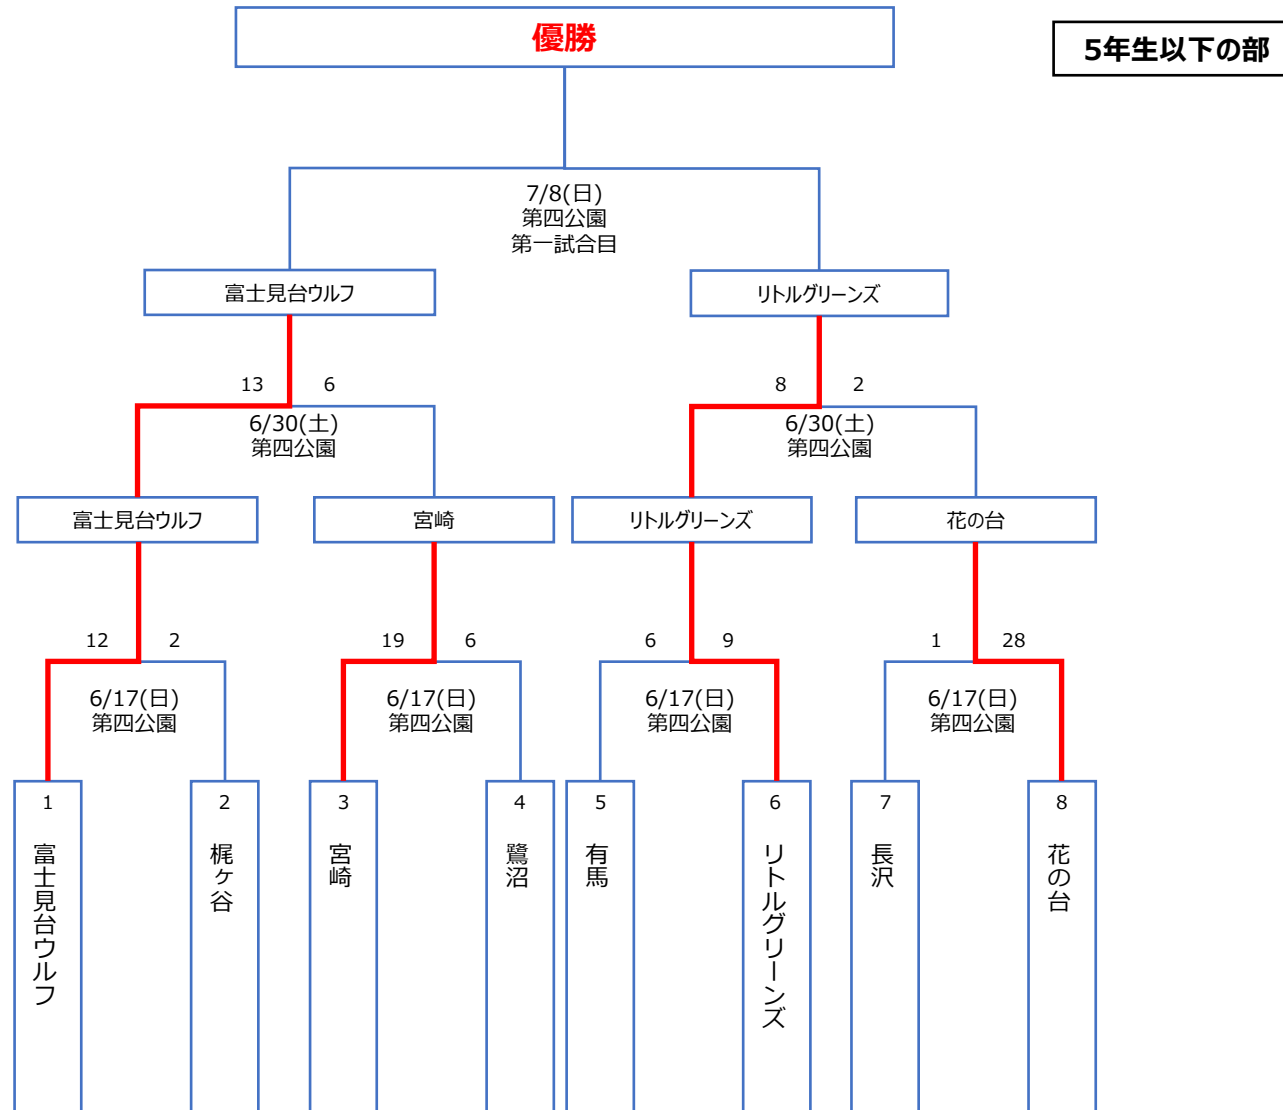 優勝
5年生以下の部
7/8(日)
第四公園
第一試合目
富士見台ウルフ
リトルグリーンズ
13 6
8 2
6/30(土)
第四公園
6/30(土)
第四公園
富士見台ウルフ
宮崎
リトルグリーンズ
花の台
12 2
19 6
6 9
1 28
6/17(日)
第四公園
6/17(日)
第四公園
6/17(日)
第四公園
6/17(日)
第四公園
1
富士見台ウルフ
2
梶ヶ谷
3
宮崎
4
鷺沼
5
有馬
6
リトルグリーンズ
7
長沢
8
花の台